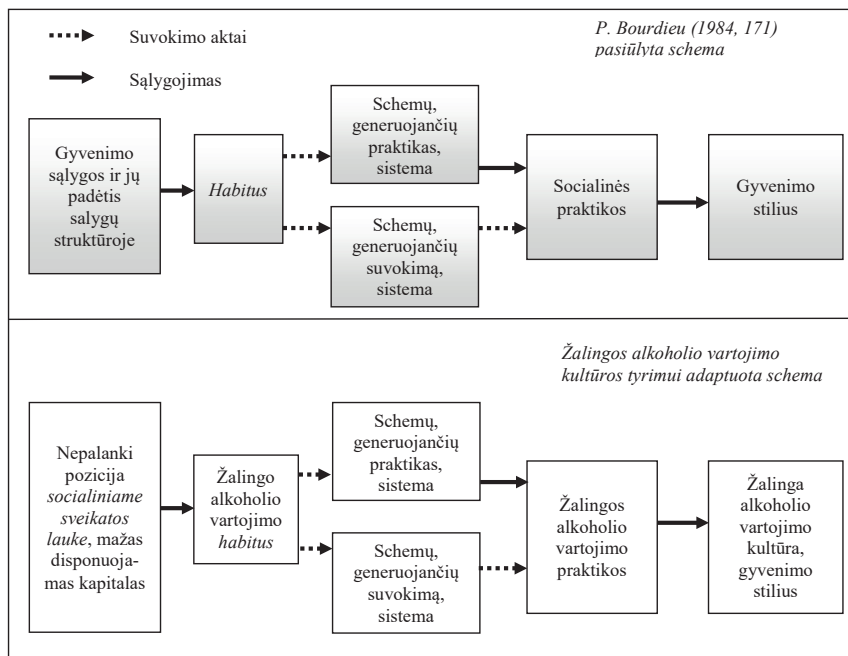 Suvokimo aktai
Sąlygojimas
P. Bourdieu (1984, 171)
pasiūlyta schema
Gyvenimo
sąlygos ir jų
padėtis
salygų
struktūroje
Habitus
Schemų,
generuojančių
praktikas,
sistema
Schemų,
generuojančių
suvokimą,
sistema
Socialinės
praktikos
Gyvenimo
stilius
Žalingos alkoholio vartojimo
kultūros tyrimui adaptuota schema
Nepalanki
pozicija
socialiniame
sveikatos
lauke, mažas
disponuoja-
mas kapitalas
Žalingo
alkoholio
vartojimo
habitus
Schemų,
generuojančių
praktikas,
sistema
Schemų,
generuojančių
suvokimą,
sistema
Žalingos
alkoholio
vartojimo
praktikos
Žalinga
alkoholio
vartojimo
kultūra,
gyvenimo
stilius